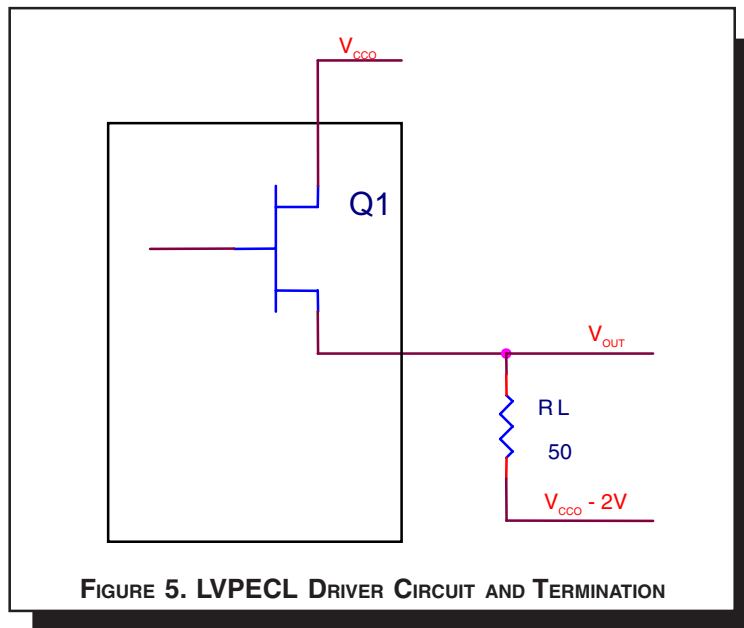 VCCO
Q1
VOUT
RL
50
VCCO - 2V
FIGURE 5. LVPECL DRIVER CIRCUIT AND TERMINATION